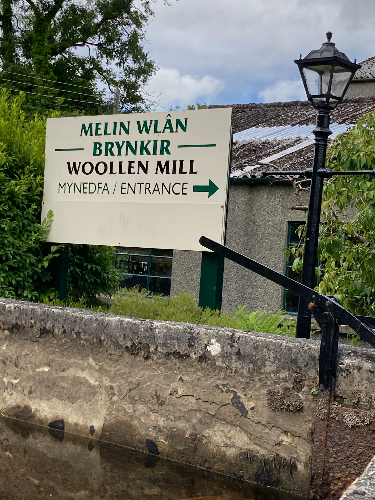 MELIN WLÂN
BRYNKIR
WOOLLEN MILL
MYNEDFA / ENTRANCE